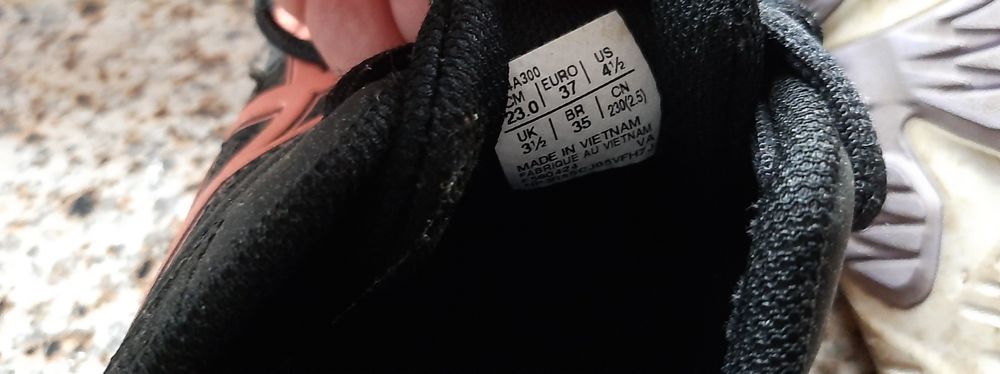 CM 23.0 | EURO 37 | US 4½
UK 3½ | BR 35 | CN 230(2.5)
MADE IN VIETNAM
FABRIQUE AU VIETNAM
VA